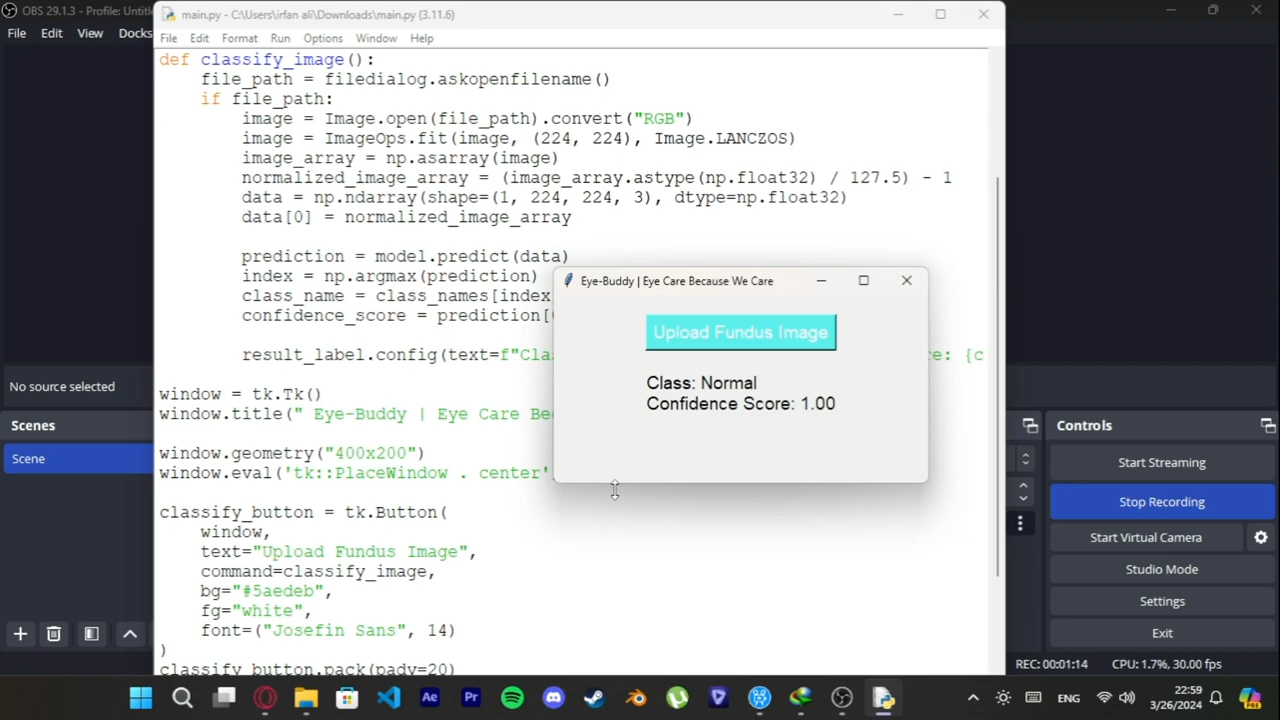 OBS 29.1.3 - Profile: Untitle
File Edit View Docks
main.py - C:\Users\irfan ali\Downloads\main.py (3.11.6)
File Edit Format Run Options Window Help
def classify_image():
    file_path = filedialog.askopenfilename()
    if file_path:
        image = Image.open(file_path).convert("RGB")
        image = ImageOps.fit(image, (224, 224), Image.LANCZOS)
        image_array = np.asarray(image)
        normalized_image_array = (image_array.astype(np.float32) / 127.5) - 1
        data = np.ndarray(shape=(1, 224, 224, 3), dtype=np.float32)
        data[0] = normalized_image_array
        prediction = model.predict(data)
        index = np.argmax(prediction)
        class_name = class_names[index
        confidence_score = prediction[
        result_label.config(text=f"Cla e: {c
window = tk.Tk()
window.title(" Eye-Buddy | Eye Care Be
window.geometry("400x200")
window.eval('tk::PlaceWindow . center'
classify_button = tk.Button(
    window,
    text="Upload Fundus Image",
    command=classify_image,
    bg="#5aedeb",
    fg="white",
    font=("Josefin Sans", 14)
)
classify_button.pack(pady=20)
Eye-Buddy | Eye Care Because We Care
Upload Fundus Image
Class: Normal
Confidence Score: 1.00
No source selected
Scenes
Scene
Controls
Start Streaming
Stop Recording
Start Virtual Camera
Studio Mode
Settings
Exit
REC: 00:01:14 CPU: 1.7%, 30.00 fps
Ae Pr
ENG
22:59
3/26/2024
PRE